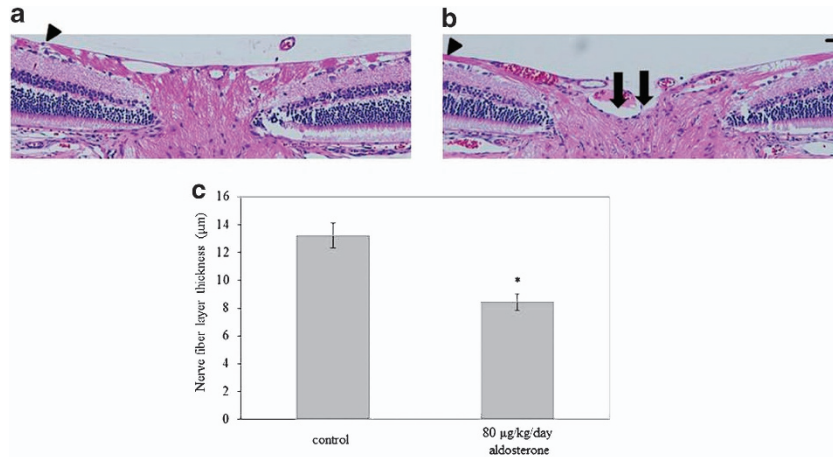 a
b
c
Nerve fiber layer thickness (µm)
16
14
12
10
8
6
4
2
0
*
control
80 µg/kg/day
aldosterone